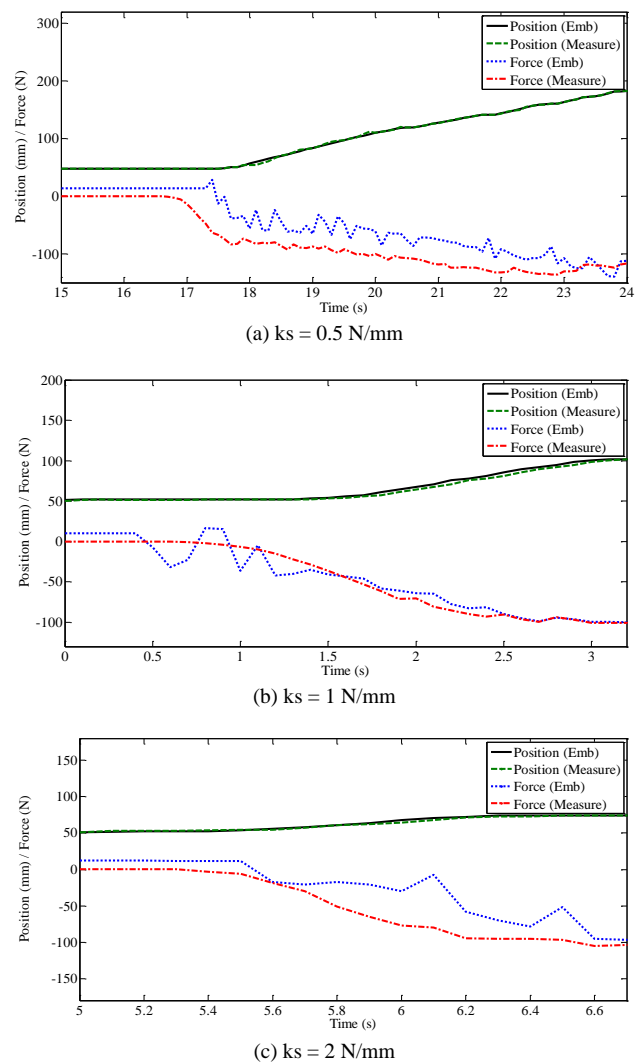 300
200
100
0
-100
Position (mm) / Force (N)
Position (Emb)
Position (Measure)
Force (Emb)
Force (Measure)
15 16 17 18 19 20 21 22 23 24
Time (s)
(a) ks = 0.5 N/mm
200
150
100
50
0
-50
-100
Position (mm) / Force (N)
Position (Emb)
Position (Measure)
Force (Emb)
Force (Measure)
0 0.5 1 1.5 2 2.5 3
Time (s)
(b) ks = 1 N/mm
150
100
50
0
-50
-100
-150
Position (mm) / Force (N)
Position (Emb)
Position (Measure)
Force (Emb)
Force (Measure)
5 5.2 5.4 5.6 5.8 6 6.2 6.4 6.6
Time (s)
(c) ks = 2 N/mm